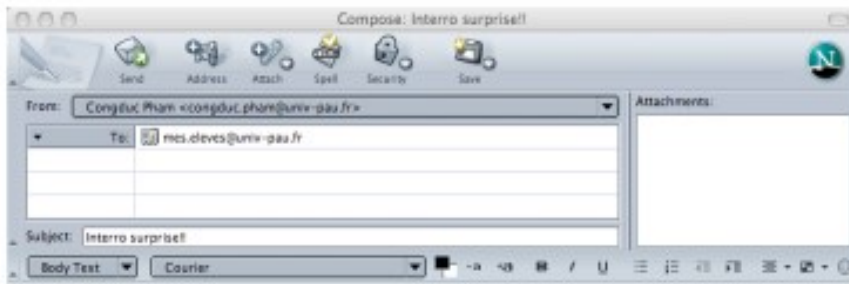 Compose: Interro surprise!!
Send Address Attach Spell Security Save
N
From: Congduc Pham <congduc.pham@univ-pau.fr>
Attachments:
To: mes.eleves@univ-pau.fr
Subject: Interro surprise!!
Body Text Courier -a +a B / U